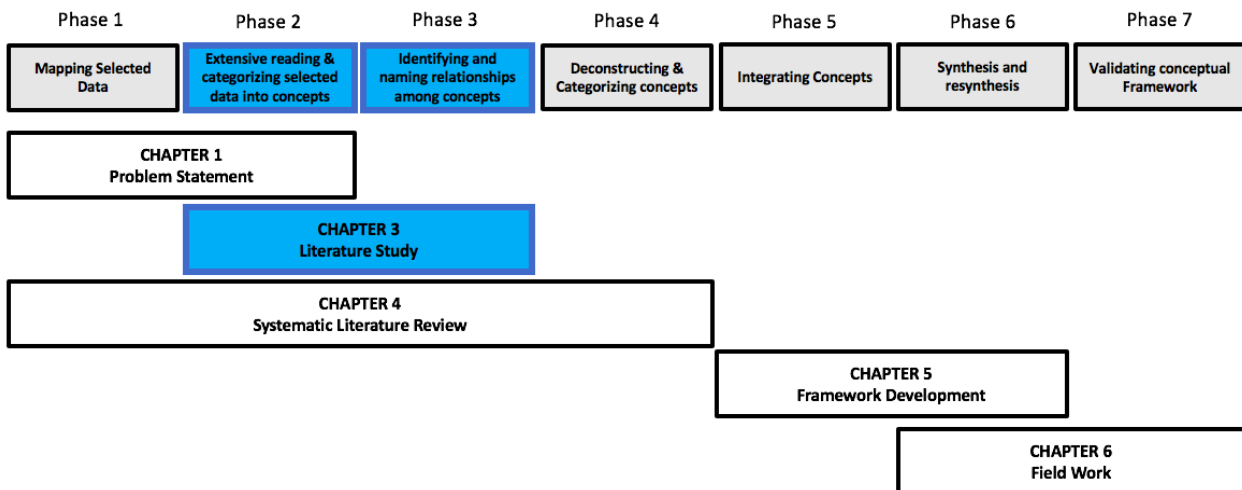 Phase 1
Phase 2
Phase 3
Phase 4
Phase 5
Phase 6
Phase 7
Mapping Selected
Data
Extensive reading &
categorizing selected
data into concepts
Identifying and
naming relationships
among concepts
Deconstructing &
Categorizing concepts
Integrating Concepts
Synthesis and
resynthesis
Validating conceptual
Framework
CHAPTER 1
Problem Statement
CHAPTER 3
Literature Study
CHAPTER 4
Systematic Literature Review
CHAPTER 5
Framework Development
CHAPTER 6
Field Work